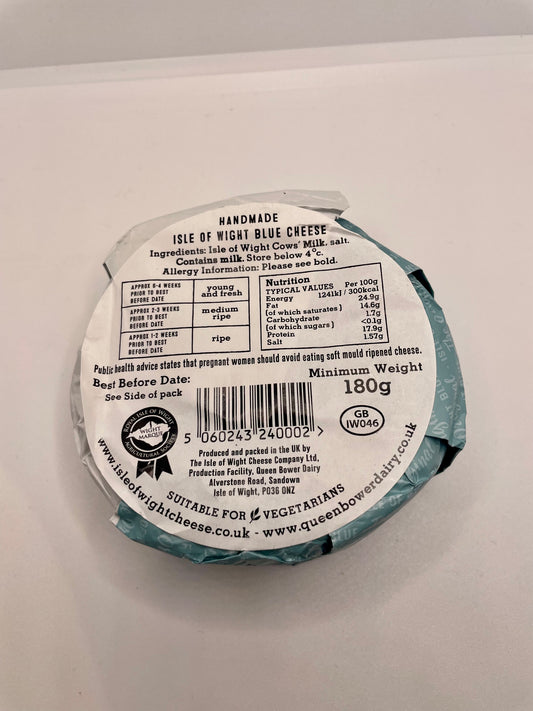 HANDMADE
ISLE OF WIGHT BLUE CHEESE
Ingredients: Isle of Wight Cows' Milk, salt.
Contains milk. Store below 4°c.
Allergy Information: Please see bold.
APPROX 6-4 WEEKS
PRIOR TO BEST
BEFORE DATE
young
and fresh
APPROX 2-3 WEEKS
PRIOR TO BEST
BEFORE DATE
medium
ripe
APPROX 1-2 WEEKS
PRIOR TO BEST
BEFORE DATE
ripe
Nutrition
TYPICAL VALUES Per 100g
Energy 1241kJ / 300kcal
Fat 24.9g
(of which saturates) 14.6g
Carbohydrate 1.7g
(of which sugars) <0.1g
Protein 17.9g
Salt 1.57g
Public health advice states that pregnant women should avoid eating soft mould ripened cheese.
Best Before Date:
See Side of pack
Minimum Weight
180g
5 060243 240002 >
ROYAL ISLE OF WIGHT
WIGHT
MARQUE
AGRICULTURAL SOCIETY
GB
IW046
Produced and packed in the UK by
The Isle of Wight Cheese Company Ltd,
Production Facility, Queen Bower Dairy
Alverstone Road, Sandown
Isle of Wight, PO36 0NZ
SUITABLE FOR VEGETARIANS
www.isleofwightcheese.co.uk - www.queenbowerdairy.co.uk